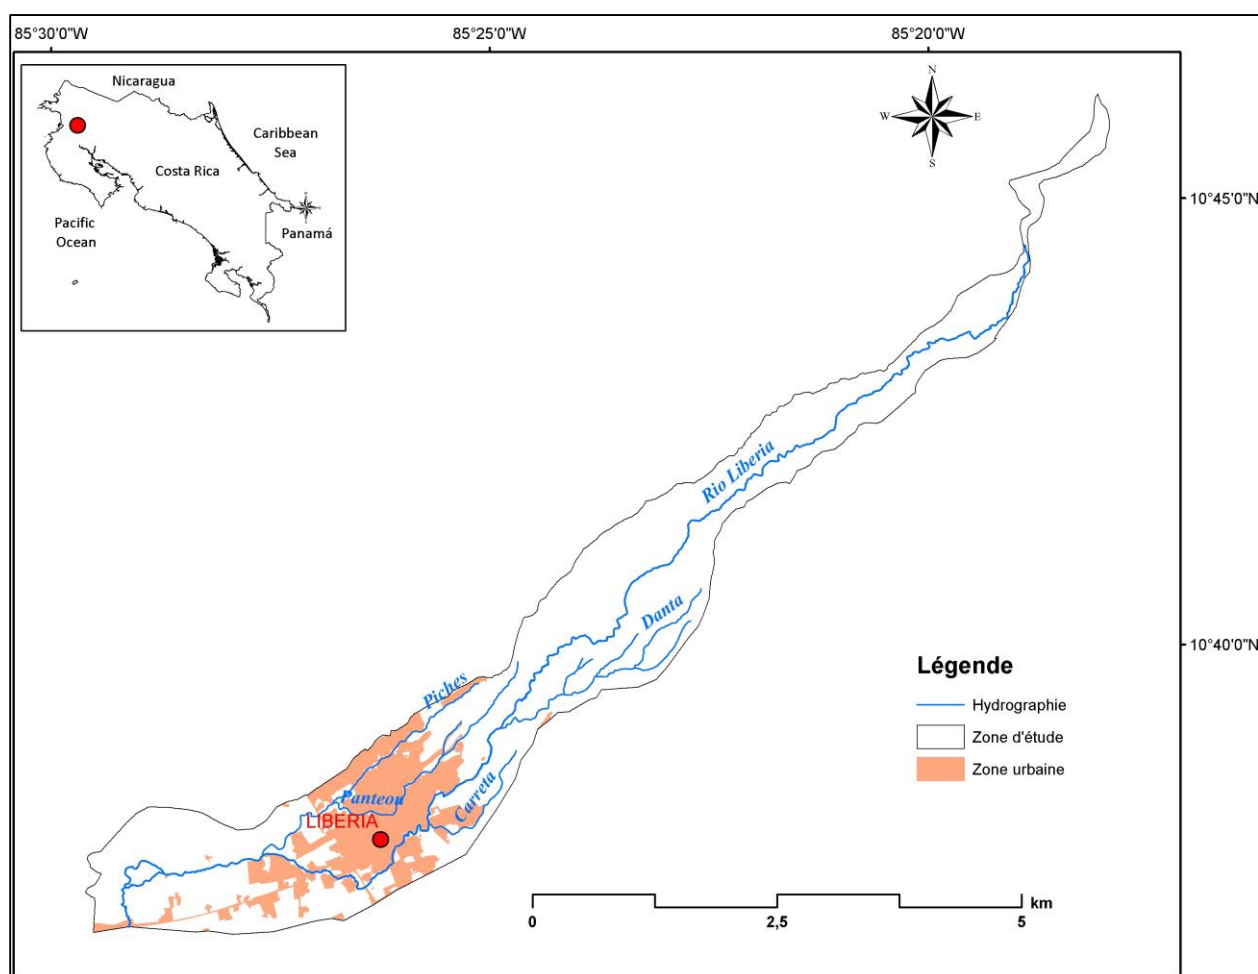 85°30'0"W
85°25'0"W
85°20'0"W
Nicaragua
Caribbean
Sea
Costa Rica
Pacific
Ocean
Panamá
N
W
E
S
10°45'0"N
Rio Liberia
Danta
10°40'0"N
Piches
Légende
Hydrographie
Zone d'étude
Zone urbaine
Panteon
Carreta
LIBERIA
km
0
2,5
5